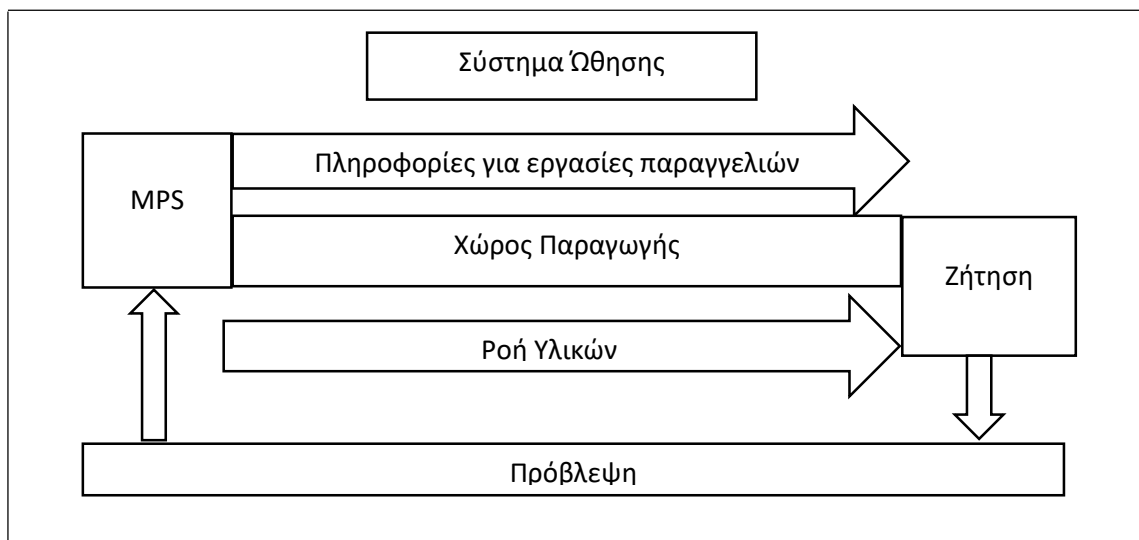 Σύστημα Ώθησης
Πληροφορίες για εργασίες παραγγελιών
MPS
Χώρος Παραγωγής
Ζήτηση
Ροή Υλικών
Πρόβλεψη